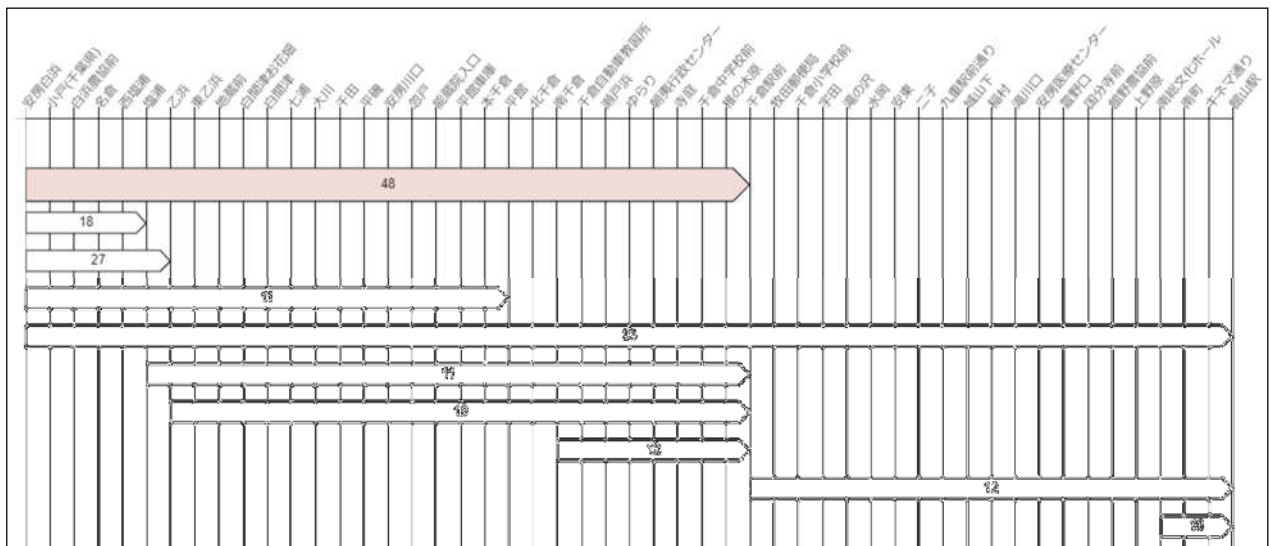 安房白浜
小戸(千葉県)
白浜農協前
名倉
西塩浦
塩浦
乙浜
東乙浜
地蔵前
白間津お花畑
白間津
七浦
大川
千田
平磯
安房川口
忽戸
能蔵院入口
平館車庫
本千倉
平館
北千倉
南千倉
千倉自動車教習所
瀬戸浜
ゆらり
朝夷行政センター
寺庭
千倉中学校前
椎の木原
千倉駅前
牧田郵便局
千倉小学校前
宇田
湯の沢
水岡
安東
二子
九重駅前通り
城山下
稲村
滝川口
安房医療センター
萱野口
国分寺前
館野農協前
上野原
南総文化ホール
南町
キネマ通り
館山駅
48
18
27
11
11
10
12